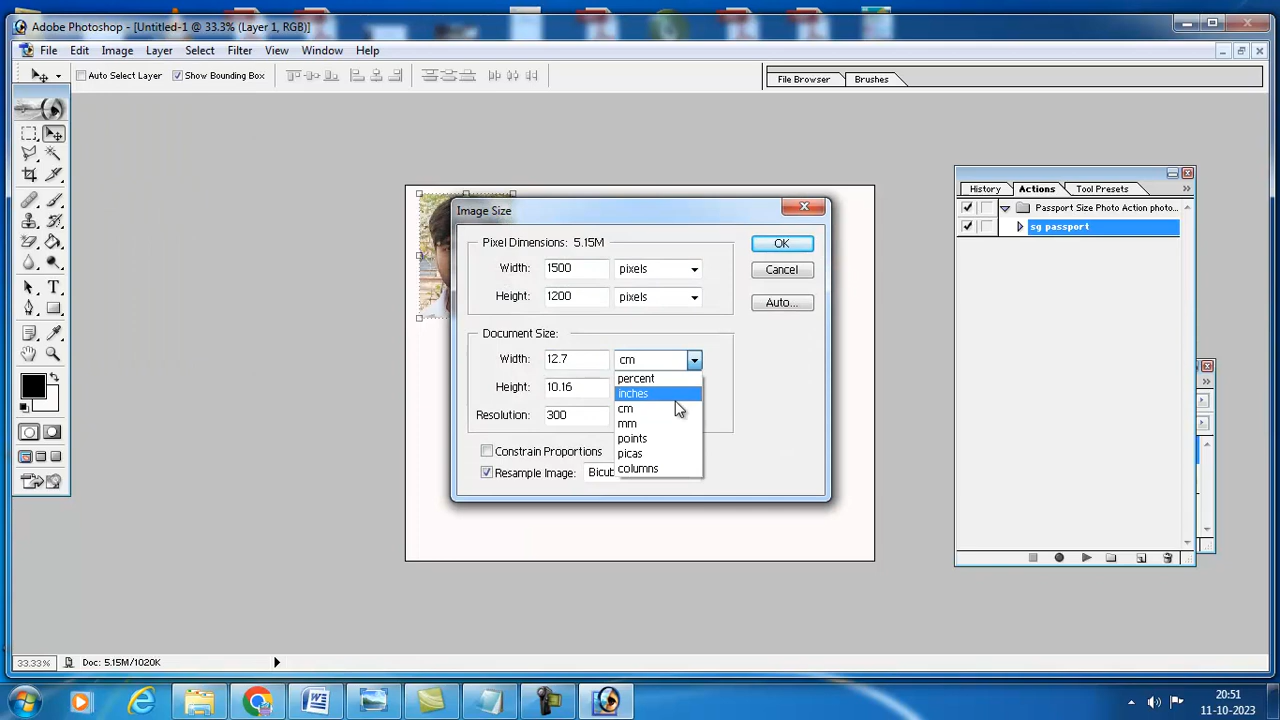 Adobe Photoshop - [Untitled-1 @ 33.3% (Layer 1, RGB)]
File Edit Image Layer Select Filter View Window Help
Auto Select Layer Show Bounding Box File Browser Brushes
Image Size
Pixel Dimensions: 5.15M
Width: 1500 pixels
Height: 1200 pixels
OK
Cancel
Auto...
Document Size:
Width: 12.7 cm
Height: 10.16
Resolution: 300
percent
inches
cm
mm
points
picas
columns
Constrain Proportions
Resample Image: Bicub
History Actions Tool Presets
Passport Size Photo Action photo...
sg passport
33.33% Doc: 5.15M/1020K
20:51
11-10-2023